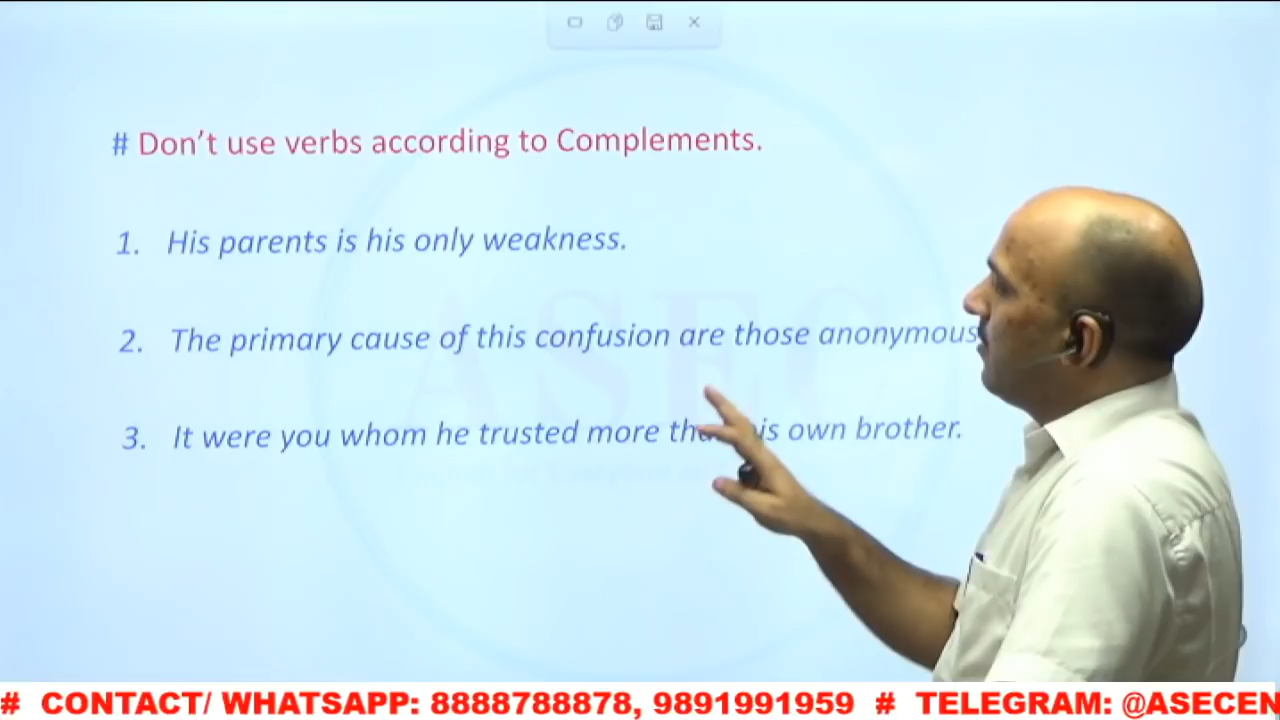 # Don't use verbs according to Complements.
1. His parents is his only weakness.
2. The primary cause of this confusion are those anonymous
3. It were you whom he trusted more own brother.
ASEC
# CONTACT/ WHATSAPP: 8888788878, 9891991959 # TELEGRAM: @ASECEN